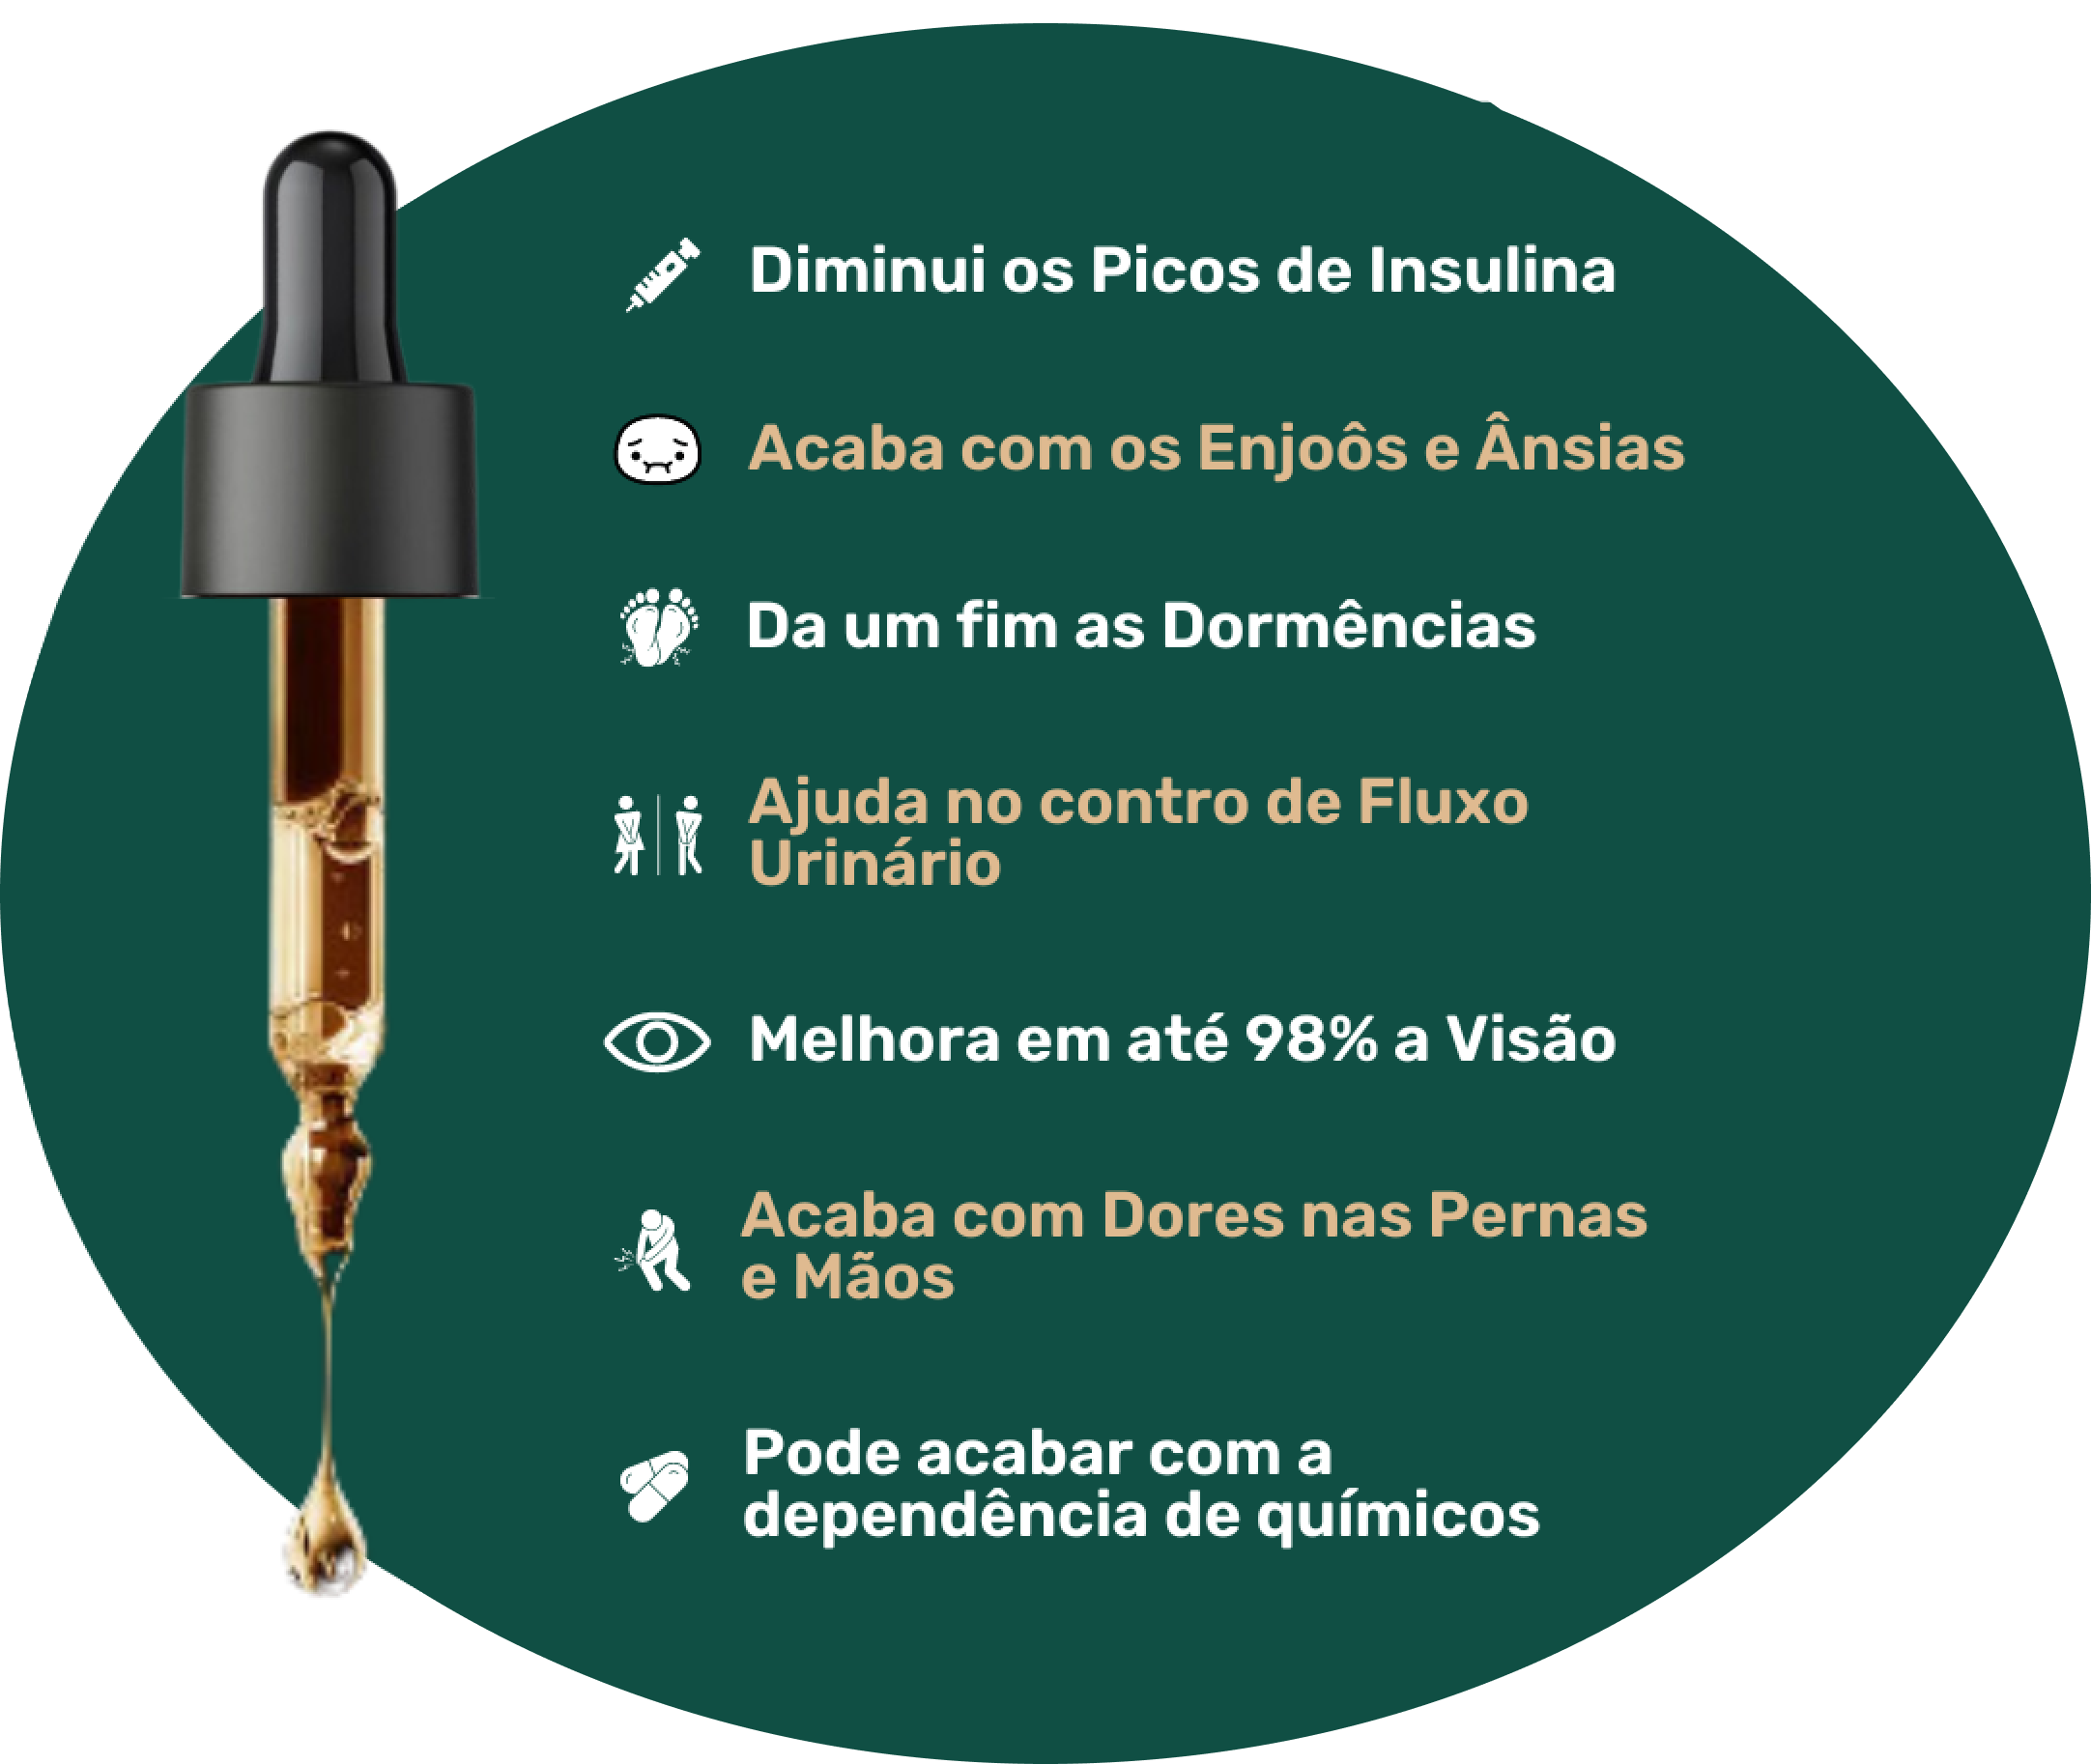 Diminui os Picos de Insulina
Acaba com os Enjoôs e Ânsias
Da um fim as Dormências
Ajuda no contro de Fluxo
Urinário
Melhora em até 98% a Visão
Acaba com Dores nas Pernas
e Mãos
Pode acabar com a
dependência de químicos